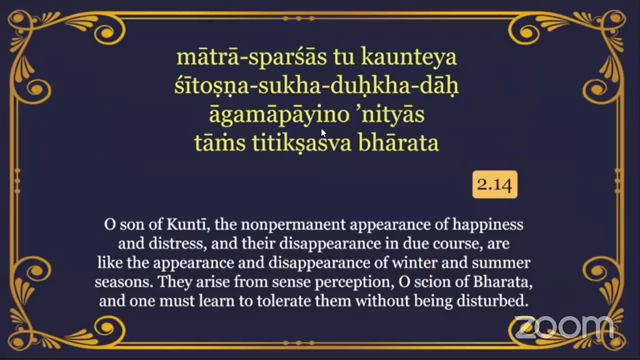 mātrā-sparśās tu kaunteya
śītoṣṇa-sukha-duḥkha-dāḥ
āgamāpāyino ’nityās
tāṁs titikṣasva bhārata
2.14
O son of Kuntī, the nonpermanent appearance of happiness
and distress, and their disappearance in due course, are
like the appearance and disappearance of winter and summer
seasons. They arise from sense perception, O scion of Bharata,
and one must learn to tolerate them without being disturbed.
zoom